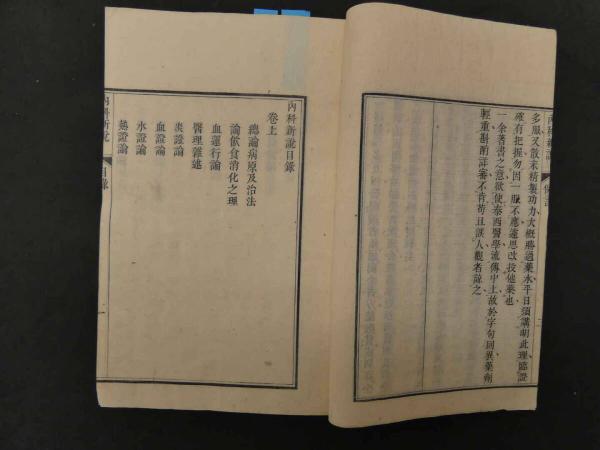 多服又散末精製功力大概勝過藥水平日須講明此理臨證
確有把握勿因一服不應遽思改投他藥也
一余著書之意欲使泰西醫學流傳中土故於字句同異藥劑
輕重斟酌詳審不肯苟且誤人觀者諒之
內科新說目錄
卷上
總論病原及治法
論飲食消化之理
血運行論
醫理雜述
炎證論
血證論
水證論
熱證論
內科新說
目錄